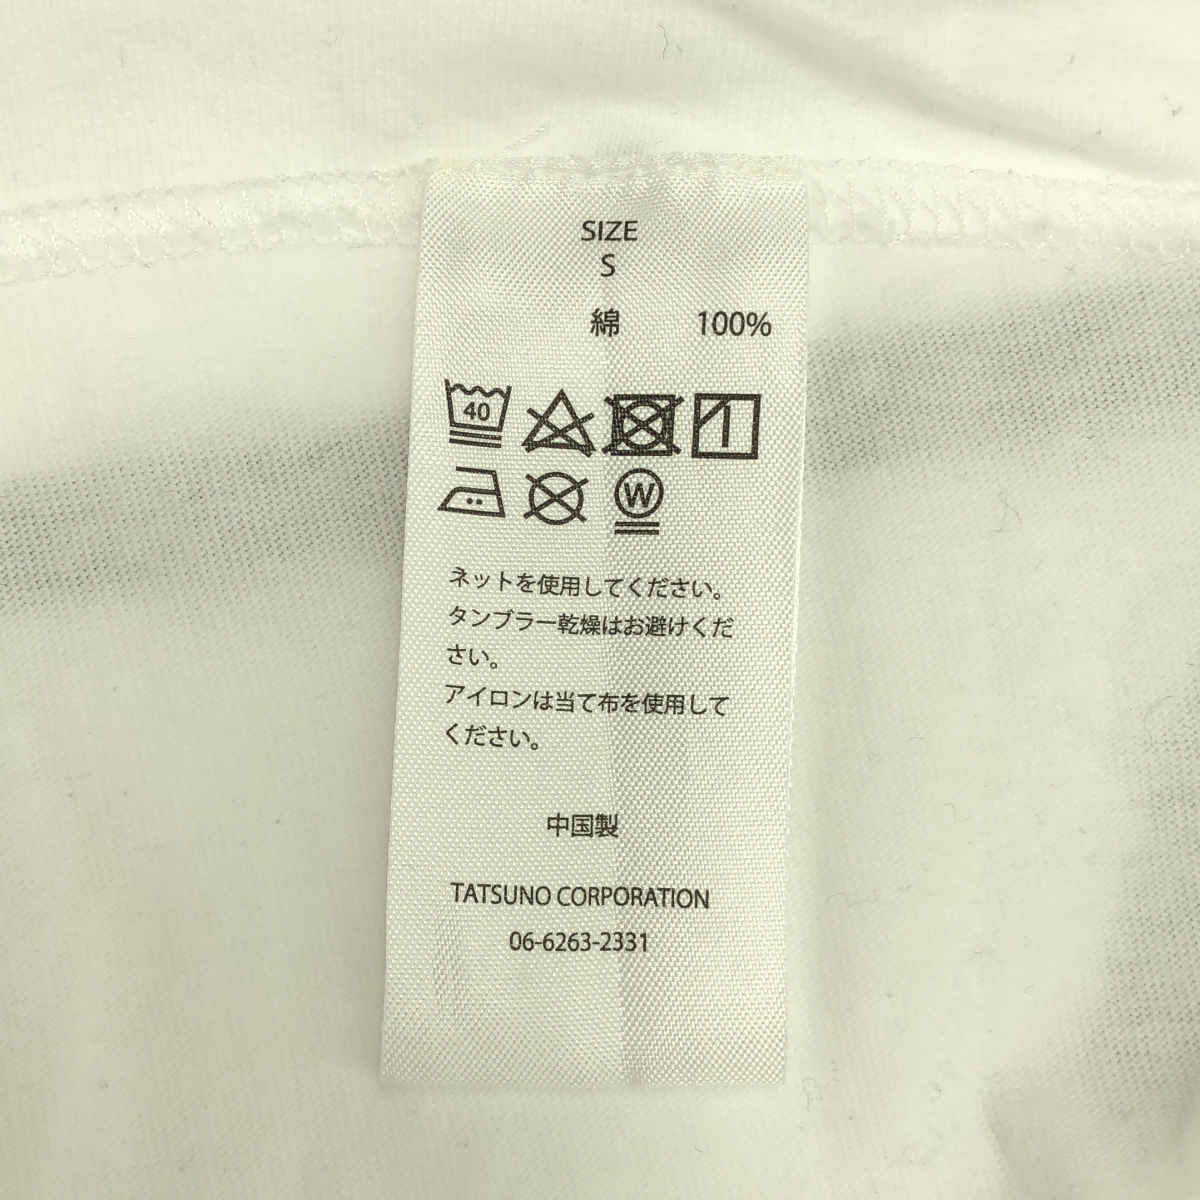 SIZE
S
綿 100%
40
W
ネットを使用してください。
タンブラー乾燥はお避けくだ
さい。
アイロンは当て布を使用して
ください。
中国製
TATSUNO CORPORATION
06-6263-2331